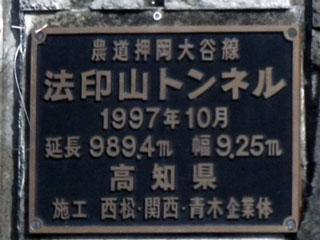 農道押岡大谷線
法印山トンネル
1997年10月
延長 989.4m 幅 9.25m
高知県
施工 西松・関西・青木企業体